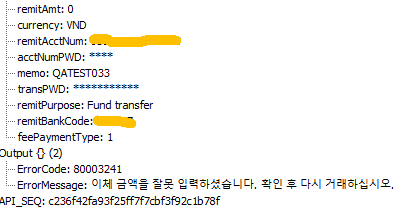 remitAmt: 0
currency: VND
remitAcctNum:
acctNumPWD: ****
memo: QATEST033
transPWD: ***********
remitPurpose: Fund transfer
remitBankCode:
feePaymentType: 1
Output {} (2)
ErrorCode: 80003241
ErrorMessage: 이체 금액을 잘못 입력하셨습니다. 확인 후 다시 거래하십시오.
API_SEQ: c236f42fa93f25ff7f7cbf3f92c1b78f